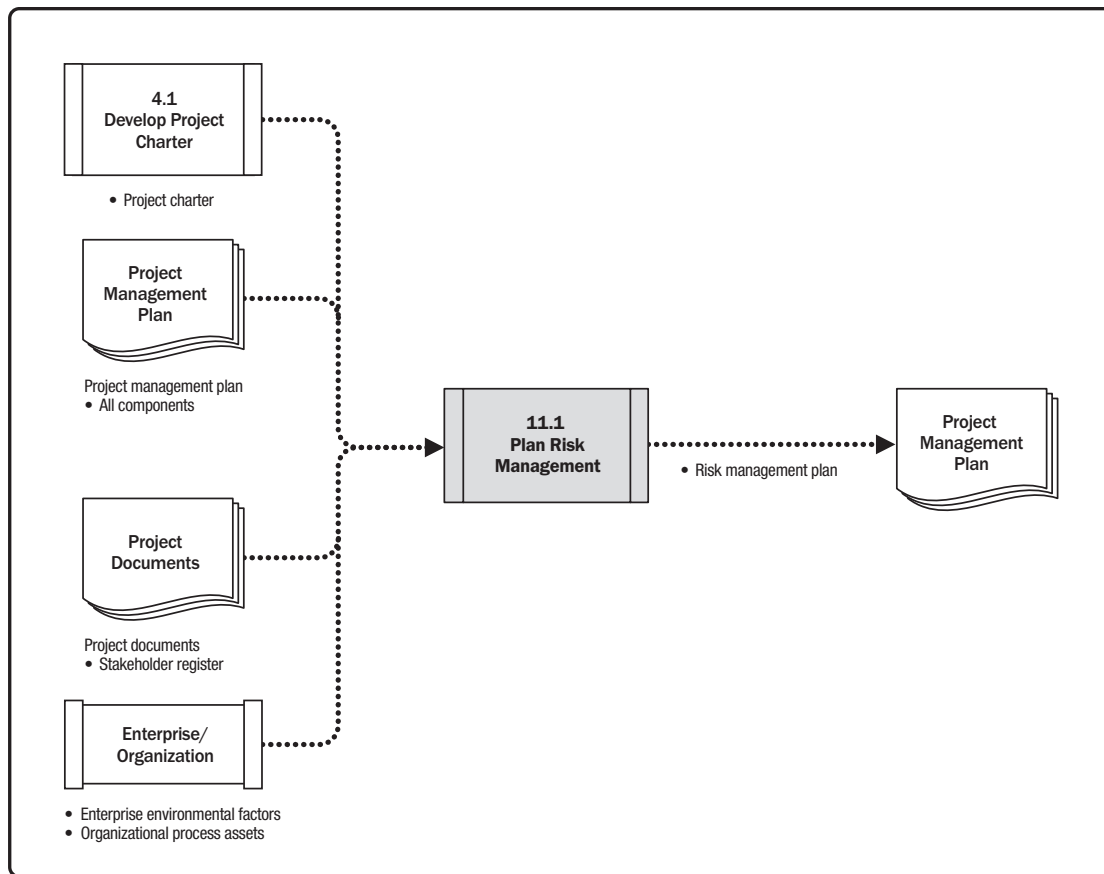 4.1
Develop Project
Charter
• Project charter
Project
Management
Plan
Project management plan
• All components
Project
Documents
Project documents
• Stakeholder register
Enterprise/
Organization
• Enterprise environmental factors
• Organizational process assets
11.1
Plan Risk
Management
• Risk management plan
Project
Management
Plan